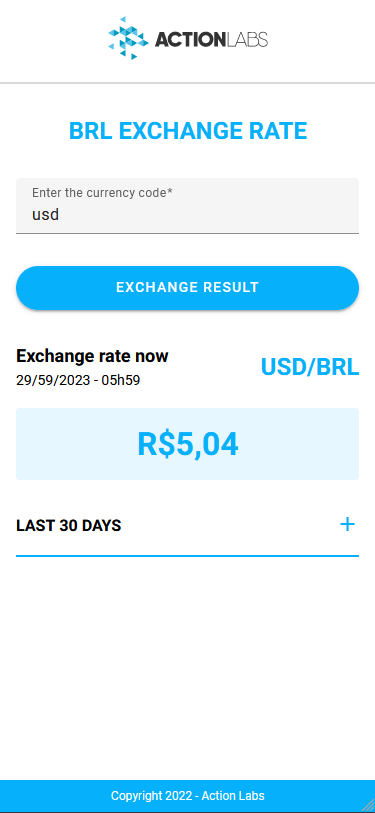 ACTIONLABS
BRL EXCHANGE RATE
Enter the currency code*
usd
EXCHANGE RESULT
Exchange rate now
29/59/2023 - 05h59
USD/BRL
R$5,04
LAST 30 DAYS +
Copyright 2022 - Action Labs